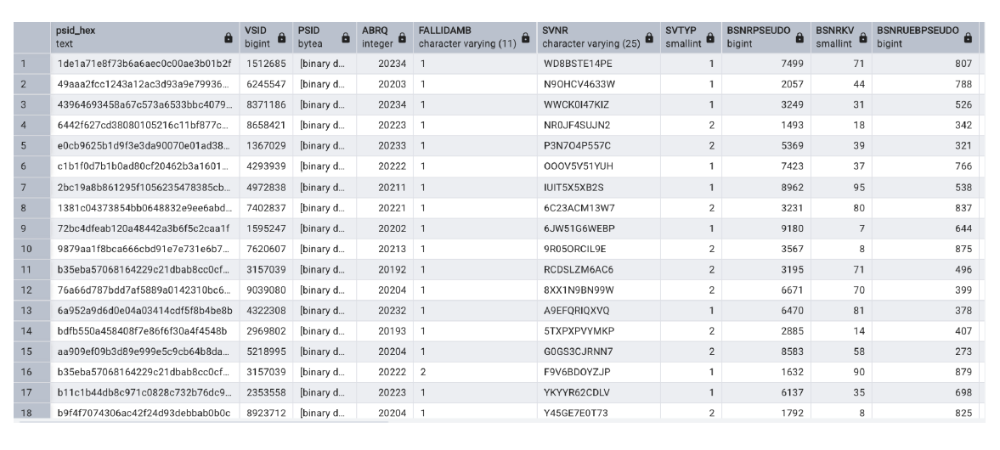 psid_hex VSID PSID ABRQ FALLIDAMB SVNR SVTYP BSNRPSEUDO BSNRKV BSNRUEBPSEUDO
text bigint bytea integer character varying (11) character varying (25) smallint bigint smallint bigint
1 1de1a71e8f73b6a6aec0c00ae3b01b2f 1512685 [binary d... 20234 1 WD8BSTE14PE 1 7499 71 807
2 49aaa2fcc1243a12ac3d93a9e79936... 6245547 [binary d... 20203 1 N9OHCV4633W 1 2057 44 788
3 43964693458a67c573a6533bbc4079... 8371186 [binary d... 20234 1 WWCK0I47KIZ 1 3249 31 526
4 6442f627cd38080105216c11bf877c... 8658421 [binary d... 20223 1 NR0JF4SUJN2 2 1493 18 342
5 e0cb9625b1d9f3e3da90070e01ad38... 1367029 [binary d... 20233 1 P3N7O4P557C 2 5369 39 321
6 c1b1f0d7b1b0ad80cf20462b3a1601... 4293939 [binary d... 20222 1 OOOV5V51YUH 1 7423 37 766
7 2bc19a8b861295f1056235478385cb... 4972838 [binary d... 20211 1 IUIT5X5XB2S 1 8962 95 538
8 1381c04373854bb0648832e9ee6abd... 7402837 [binary d... 20221 1 6C23ACM13W7 2 3231 80 837
9 72bc4dfeab120a48442a3b6f5c2caa1f 1595247 [binary d... 20202 1 6JW51G6WEBP 1 9180 7 644
10 9879aa1f8bca666cbd91e7e731e6b7... 7620607 [binary d... 20213 1 9R05ORCIL9E 2 3567 8 875
11 b35eba57068164229c21dbab8cc0cf... 3157039 [binary d... 20192 1 RCDSLZM6AC6 2 3195 71 496
12 76a66d787bdd7af5889a0142310bc6... 9039080 [binary d... 20204 1 8XX1N9BN99W 2 6671 70 399
13 6a952a9d6d0e04a03414cdf5f8b4be8b 4322308 [binary d... 20232 1 A9EFQRIQXVQ 1 6470 81 378
14 bdfb550a458408f7e86f6f30a4f4548b 2969802 [binary d... 20193 1 5TXPXPVYMKP 2 2885 14 407
15 aa909ef09b3d89e999e5c9cb64b8da... 5218995 [binary d... 20204 1 G0GS3CJRNN7 2 8583 58 273
16 b35eba57068164229c21dbab8cc0cf... 3157039 [binary d... 20222 2 F9V6BDOYZJP 1 1632 90 879
17 b11c1b44db8c971c0828c732b76dc9... 2353558 [binary d... 20223 1 YKYYR62CDLV 1 6137 35 698
18 b9f4f7074306ac42f24d93debbab0b0c 8923712 [binary d... 20204 1 Y45GE7E0T73 2 1792 8 825